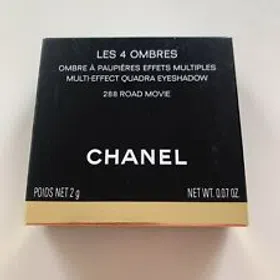 LES 4 OMBRES
OMBRE À PAUPIÈRES EFFETS MULTIPLES
MULTI-EFFECT QUADRA EYESHADOW
288 ROAD MOVIE
CHANEL
POIDS NET 2 g NET WT. 0.07 OZ.